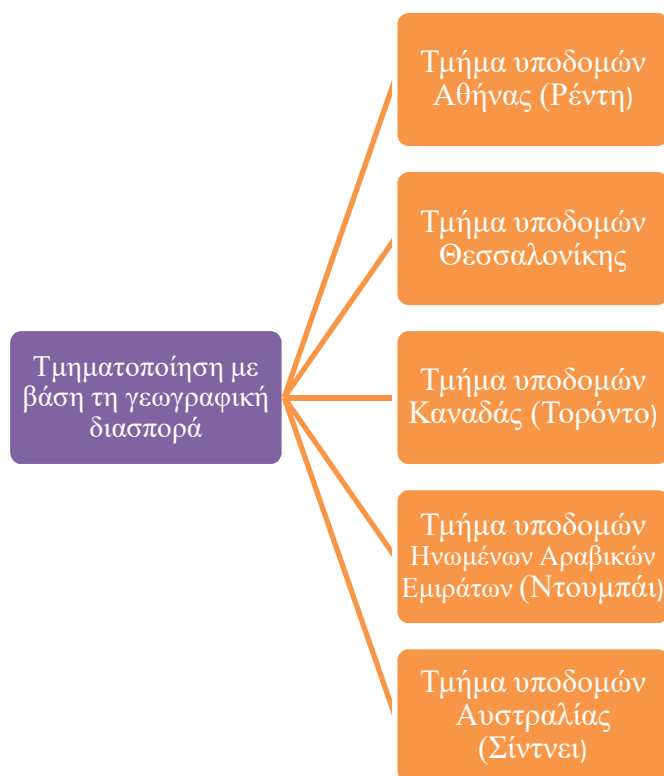 Τμήμα υποδομών
Αθήνας (Ρέντη)
Τμήμα υποδομών
Θεσσαλονίκης
Τμηματοποίηση με
βάση τη γεωγραφική
διασπορά
Τμήμα υποδομών
Καναδάς (Τορόντο)
Τμήμα υποδομών
Ηνωμένων Αραβικών
Εμιράτων (Ντουμπάι)
Τμήμα υποδομών
Αυστραλίας
(Σίντνει)